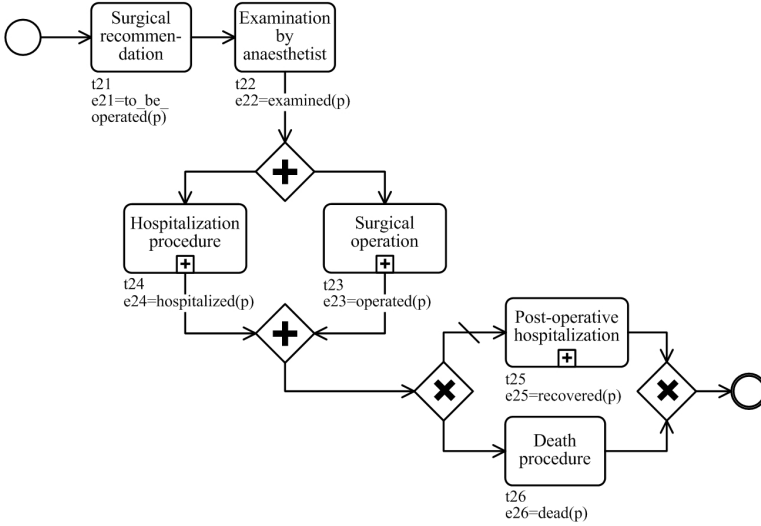 Surgical
recommen-
dation
t21
e21=to_be_
operated(p)
Examination
by
anaesthetist
t22
e22=examined(p)
Hospitalization
procedure
t24
e24=hospitalized(p)
Surgical
operation
t23
e23=operated(p)
Post-operative
hospitalization
t25
e25=recovered(p)
Death
procedure
t26
e26=dead(p)